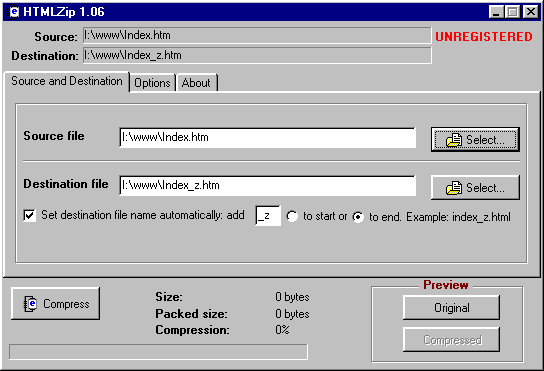 HTMLZip 1.06
Source: I:\www\Index.htm UNREGISTERED
Destination: I:\www\Index_z.htm
Source and Destination Options About
Source file I:\www\Index.htm Select...
Destination file I:\www\Index_z.htm Select...
Set destination file name automatically: add _z to start or to end. Example: index_z.html
Preview
Compress Size: 0 bytes Original
Packed size: 0 bytes
Compression: 0% Compressed